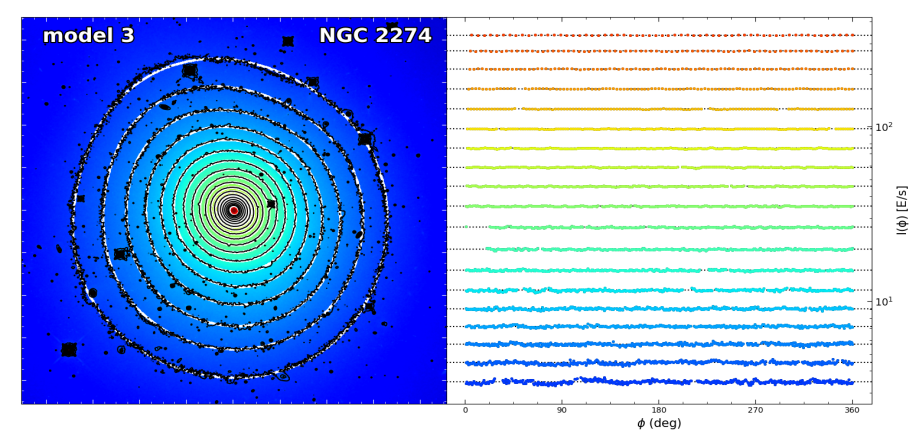 model 3
NGC 2274
10²
10¹
I(ϕ) [E/s]
0
90
180
270
360
ϕ (deg)